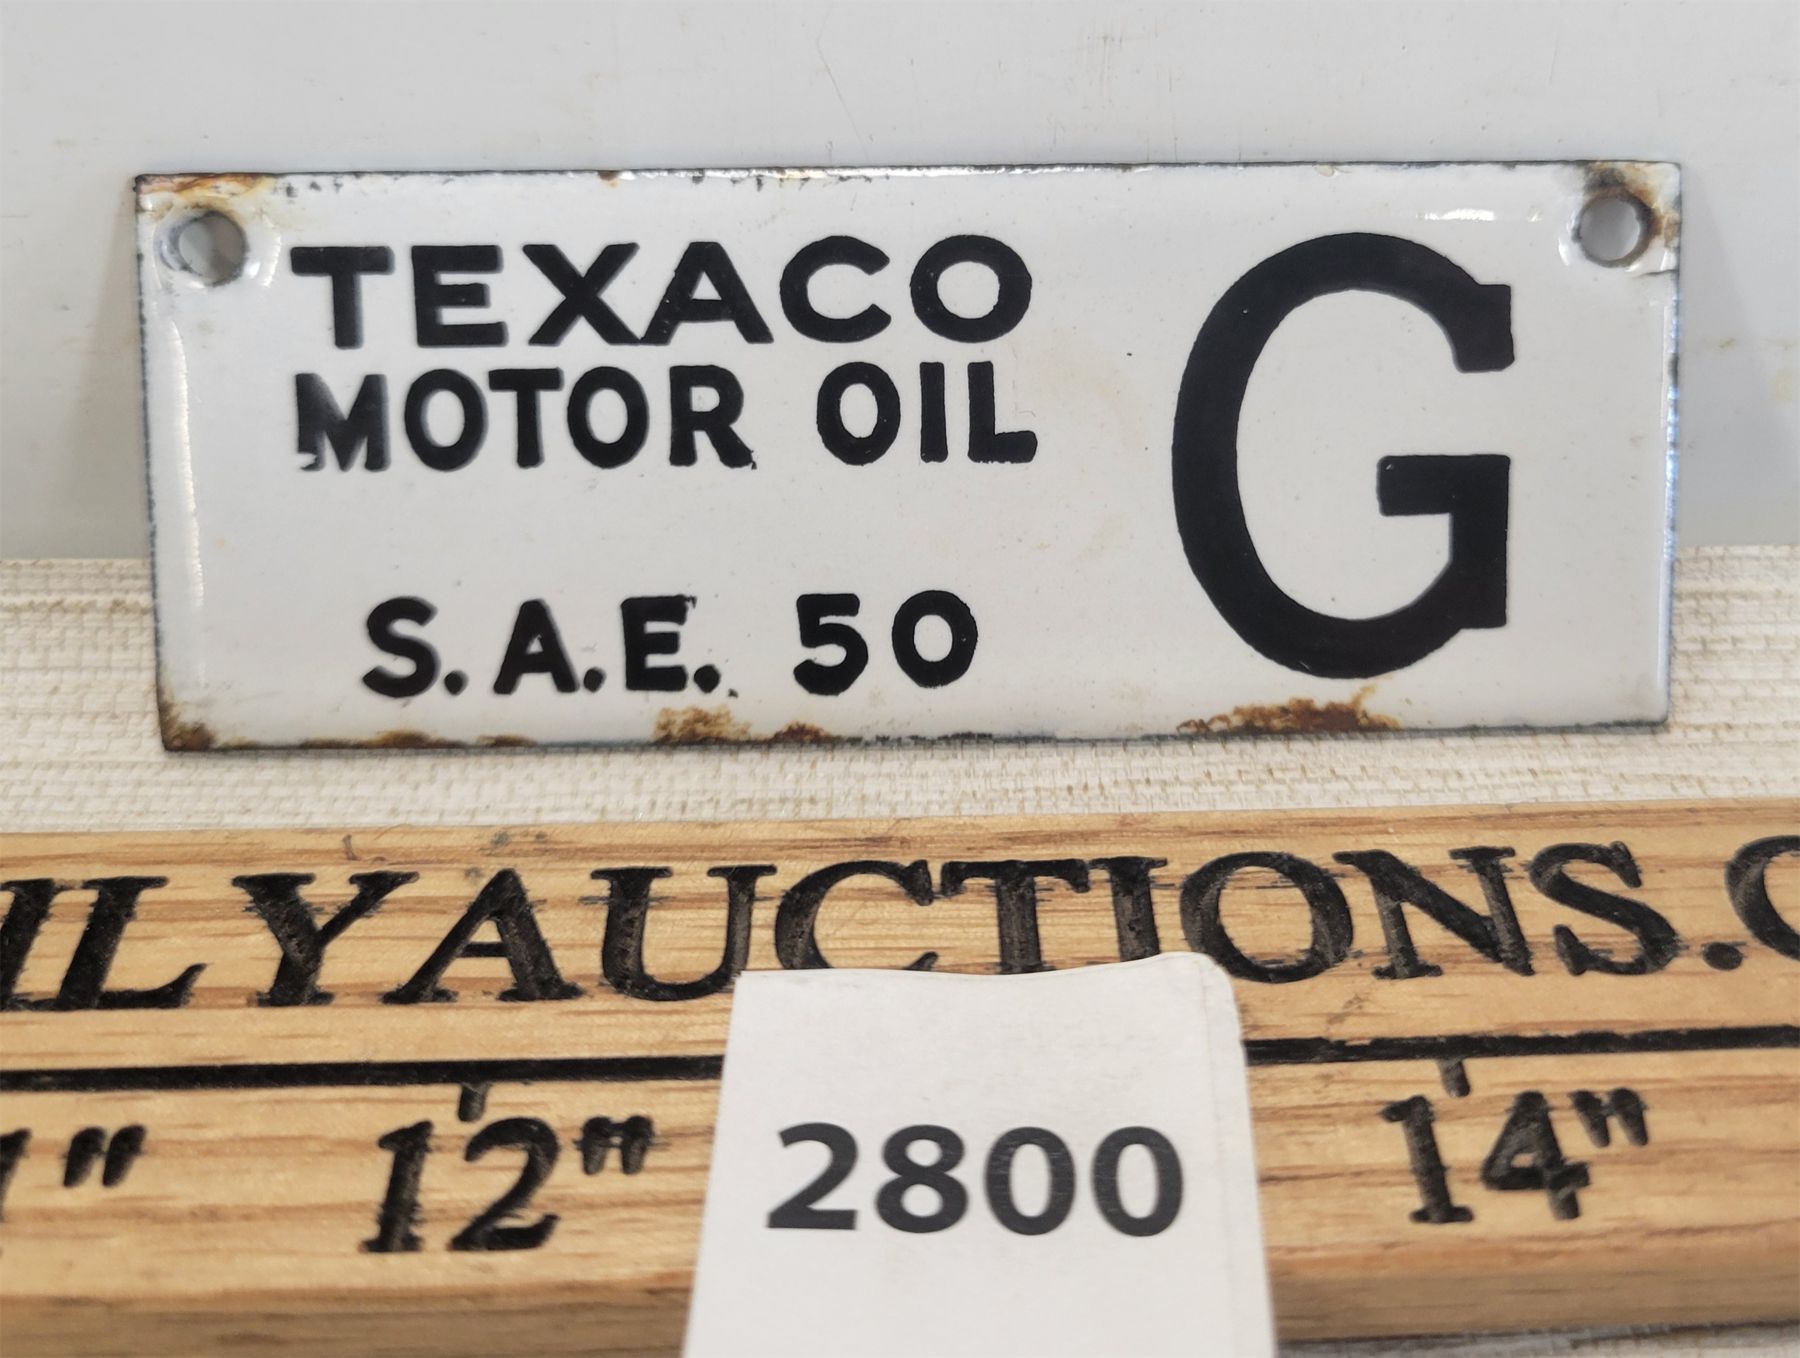 TEXACO
MOTOR OIL
S.A.E. 50
G
LYAUCTIONS.
12" 14"
2800